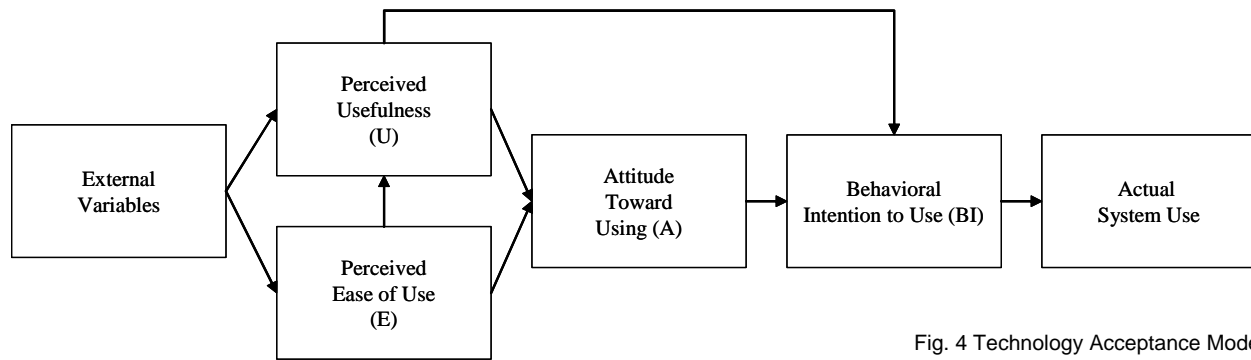 External
Variables
Perceived
Usefulness
(U)
Perceived
Ease of Use
(E)
Attitude
Toward
Using (A)
Behavioral
Intention to Use (BI)
Actual
System Use
Fig. 4 Technology Acceptance Mode